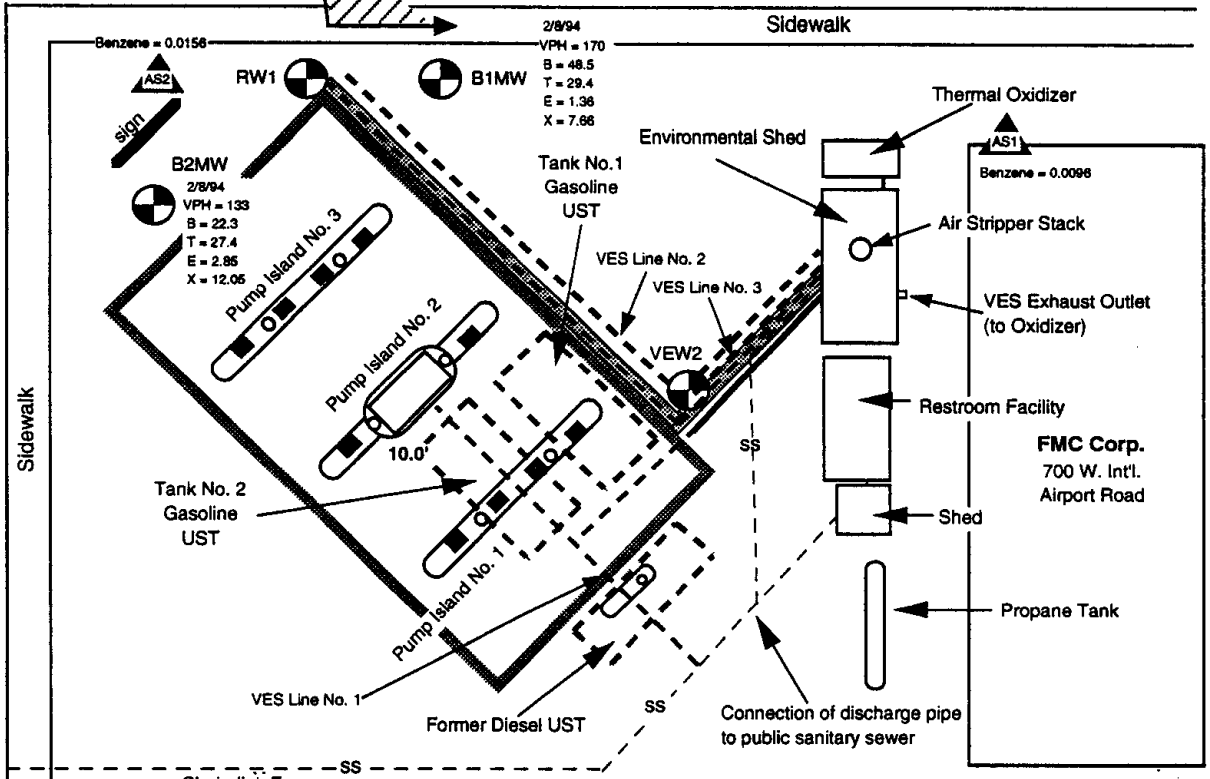 Sidewalk
2/8/94
VPH = 170
B = 48.5
T = 29.4
E = 1.36
X = 7.66
Benzene = 0.0156
AS2
RW1
B1MW
sign
Thermal Oxidizer
Environmental Shed
AS1
Benzene = 0.0096
B2MW
2/8/94
VPH = 133
B = 22.3
T = 27.4
E = 2.85
X = 12.05
Tank No.1
Gasoline
UST
Pump Island No. 3
Air Stripper Stack
VES Line No. 2
VES Line No. 3
VES Exhaust Outlet
(to Oxidizer)
Pump Island No. 2
VEW2
Restroom Facility
Sidewalk
10.0'
SS
FMC Corp.
700 W. Int'l.
Airport Road
Tank No. 2
Gasoline
UST
Shed
Pump Island No. 1
Propane Tank
VES Line No. 1
Former Diesel UST
SS
Connection of discharge pipe
to public sanitary sewer
SS